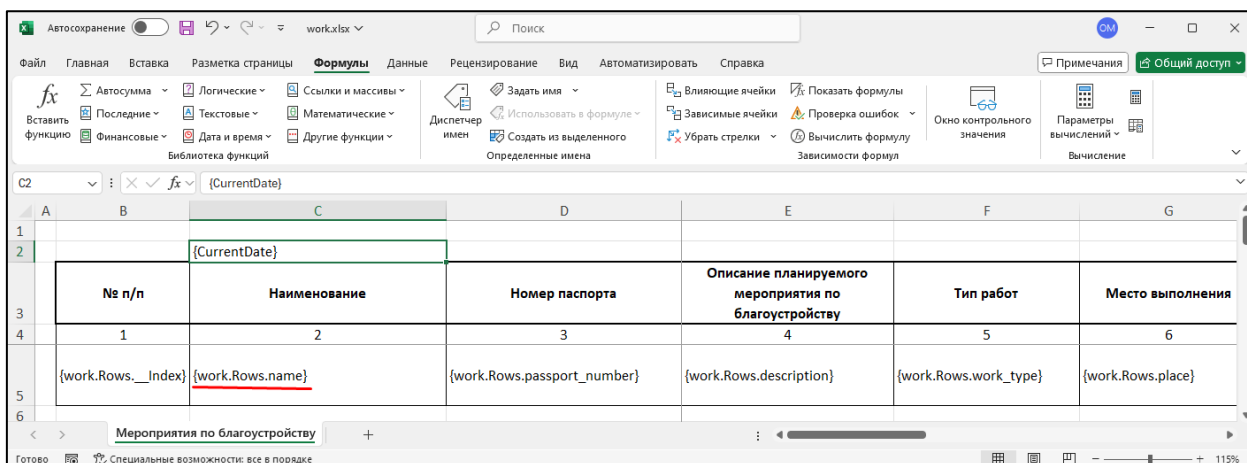 Автосохранение work.xlsx Поиск OM
Файл Главная Вставка Разметка страницы Формулы Данные Рецензирование Вид Автоматизировать Справка Примечания Общий доступ
fx Вставить функцию
Автосумма
Последние
Финансовые
Логические
Текстовые
Дата и время
Ссылки и массивы
Математические
Другие функции
Библиотека функций
Диспетчер имен
Задать имя
Использовать в формуле
Создать из выделенного
Определенные имена
Влияющие ячейки
Зависимые ячейки
Убрать стрелки
Показать формулы
Проверка ошибок
Вычислить формулу
Зависимости формул
Окно контрольного значения
Параметры вычислений
Вычисление
C2 fx {CurrentDate}
A B C D E F G
1
2 {CurrentDate}
3 № п/п Наименование Номер паспорта Описание планируемого мероприятия по благоустройству Тип работ Место выполнения
4 1 2 3 4 5 6
5 {work.Rows.__Index} {work.Rows.name} {work.Rows.passport_number} {work.Rows.description} {work.Rows.work_type} {work.Rows.place}
6
Мероприятия по благоустройству
Готово Специальные возможности: все в порядке 115%